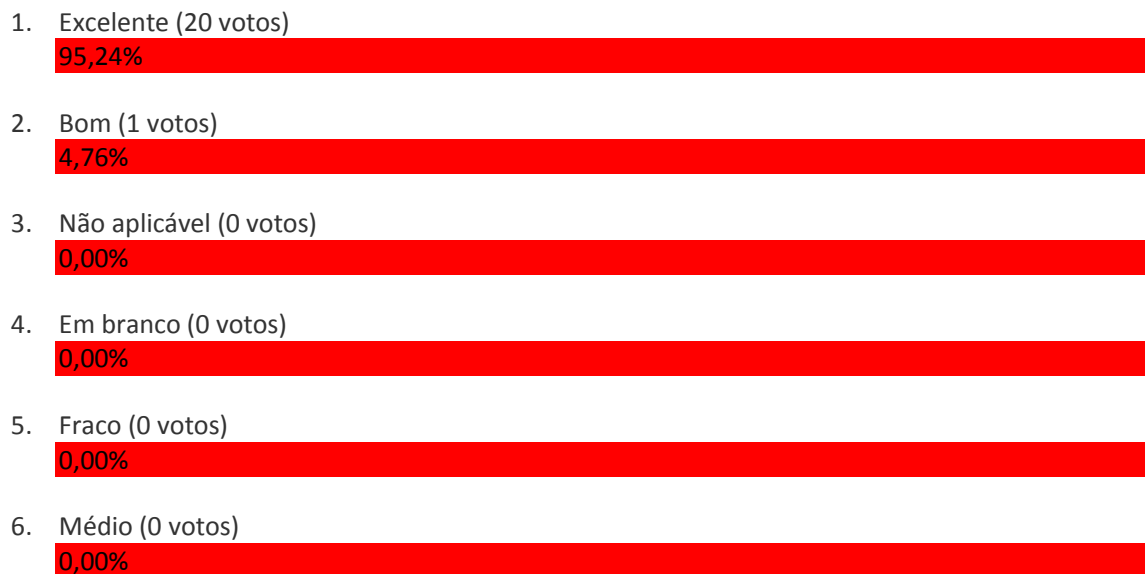 1. Excelente (20 votos)
95,24%
2. Bom (1 votos)
4,76%
3. Não aplicável (0 votos)
0,00%
4. Em branco (0 votos)
0,00%
5. Fraco (0 votos)
0,00%
6. Médio (0 votos)
0,00%